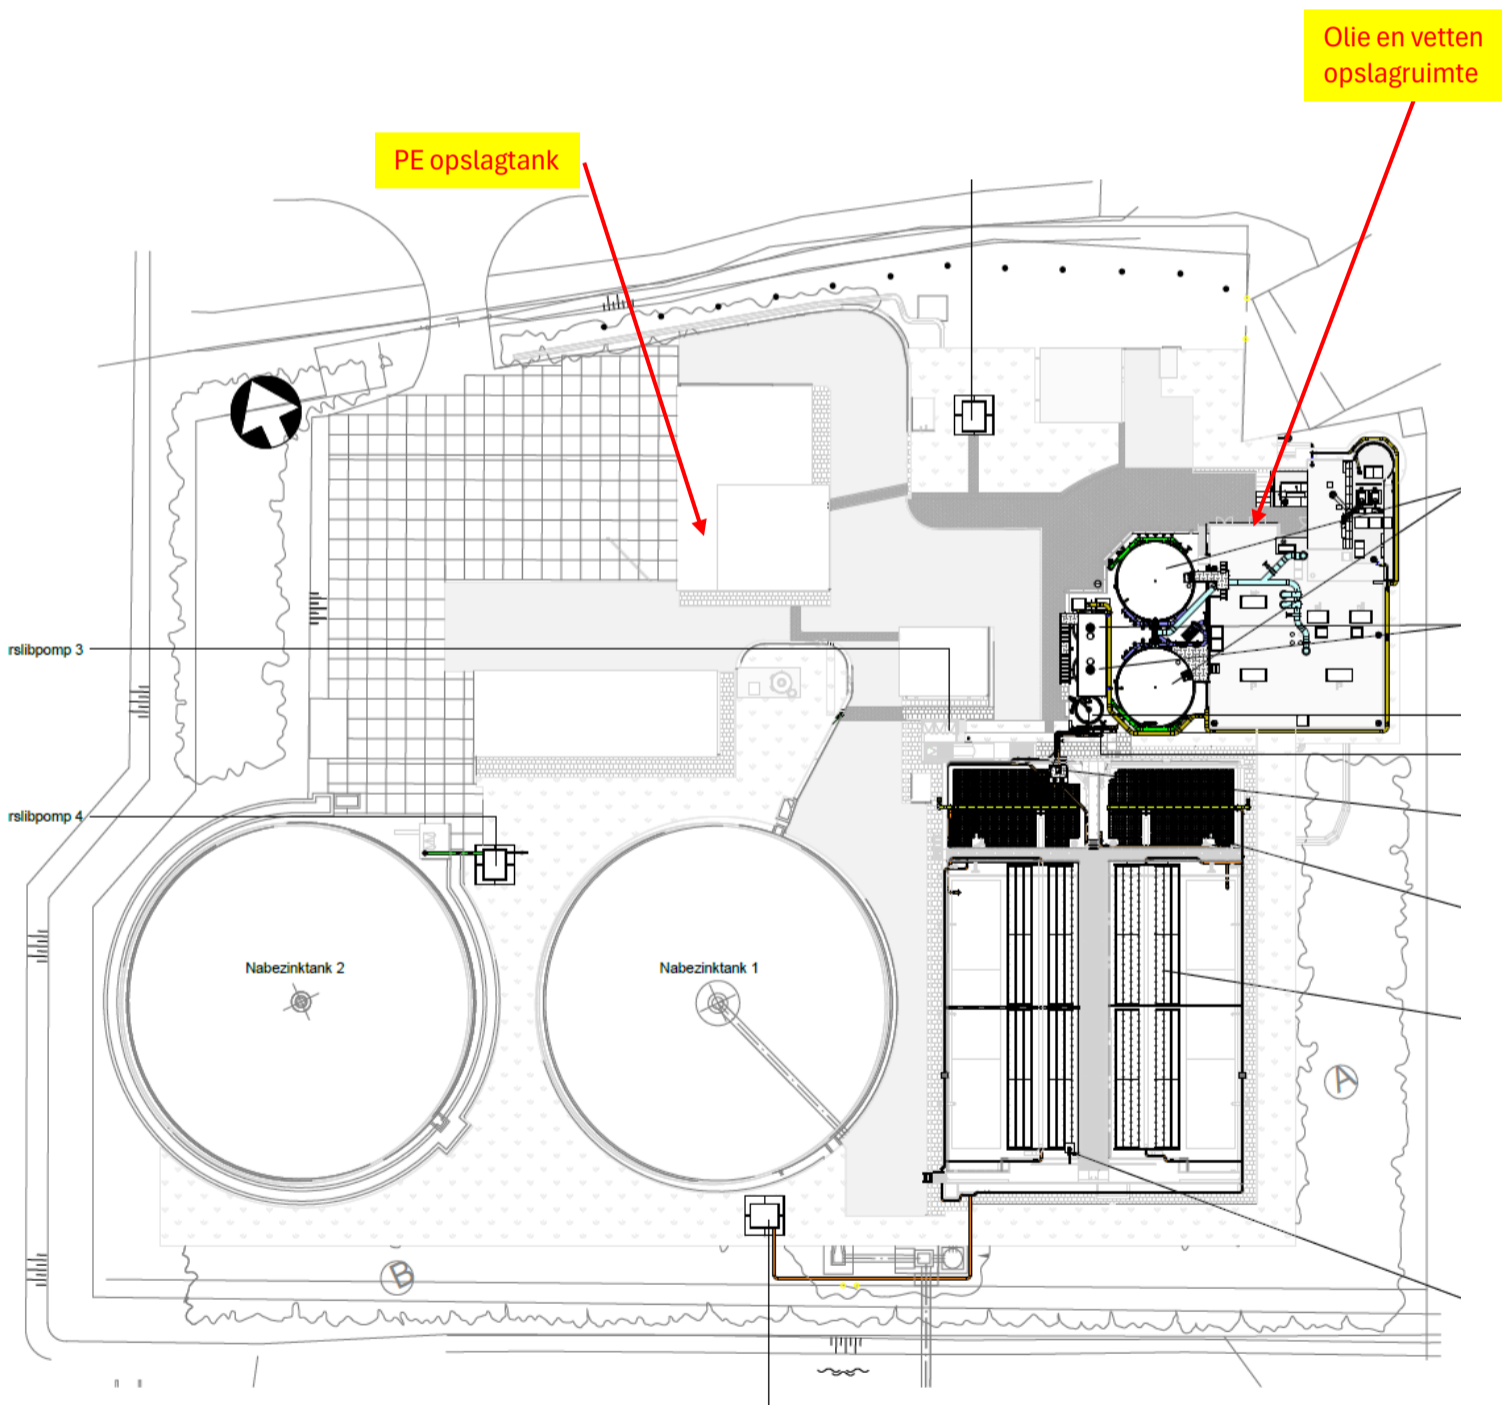 Olie en vetten
opslagruimte
PE opslagtank
rslibpomp 3
rslibpomp 4
Nabezinktank 2
Nabezinktank 1
A
B